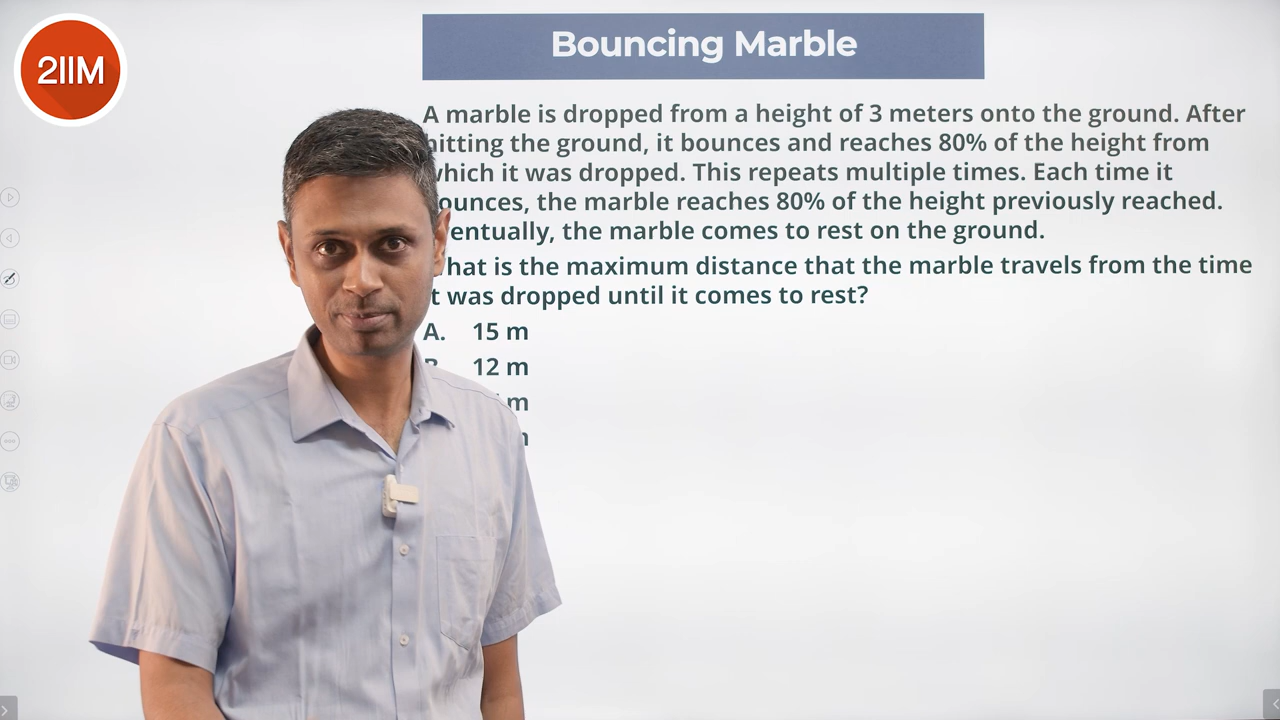 2IIM
Bouncing Marble
A marble is dropped from a height of 3 meters onto the ground. After
hitting the ground, it bounces and reaches 80% of the height from
which it was dropped. This repeats multiple times. Each time it
bounces, the marble reaches 80% of the height previously reached.
Eventually, the marble comes to rest on the ground.
What is the maximum distance that the marble travels from the time
it was dropped until it comes to rest?
A. 15 m
B. 12 m
m